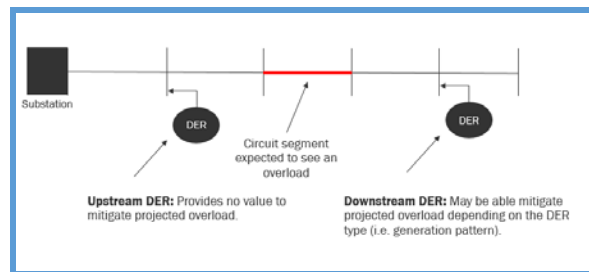 Substation
DER
DER
Circuit segment
expected to see an
overload
Upstream DER: Provides no value to
mitigate projected overload.
Downstream DER: May be able mitigate
projected overload depending on the DER
type (i.e. generation pattern).